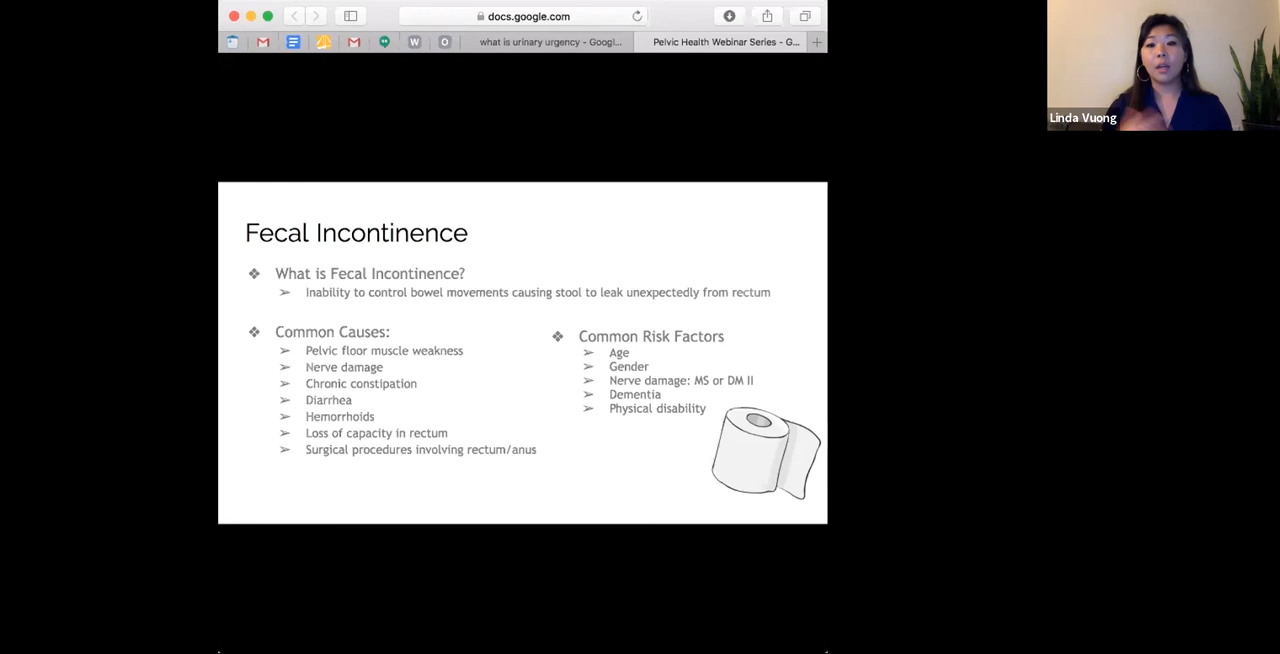 docs.google.com
W
O
what is urinary urgency - Googl...
Pelvic Health Webinar Series - G...
Linda Vuong
Fecal Incontinence
❖ What is Fecal Incontinence?
➢ Inability to control bowel movements causing stool to leak unexpectedly from rectum
❖ Common Causes:
➢ Pelvic floor muscle weakness
➢ Nerve damage
➢ Chronic constipation
➢ Diarrhea
➢ Hemorrhoids
➢ Loss of capacity in rectum
➢ Surgical procedures involving rectum/anus
❖ Common Risk Factors
➢ Age
➢ Gender
➢ Nerve damage: MS or DM II
➢ Dementia
➢ Physical disability